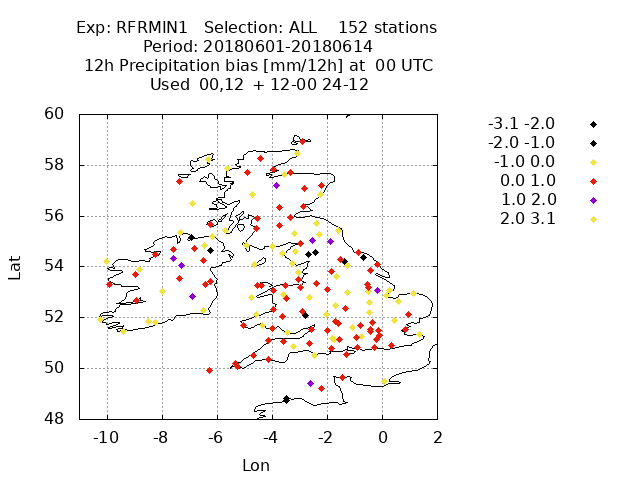 Exp: RFRMIN1 Selection: ALL 152 stations
Period: 20180601-20180614
12h Precipitation bias [mm/12h] at 00 UTC
Used 00,12 + 12-00 24-12
60
58
56
54
52
50
48
-10 -8 -6 -4 -2 0 2
Lat
Lon
-3.1 -2.0
-2.0 -1.0
-1.0 0.0
0.0 1.0
1.0 2.0
2.0 3.1